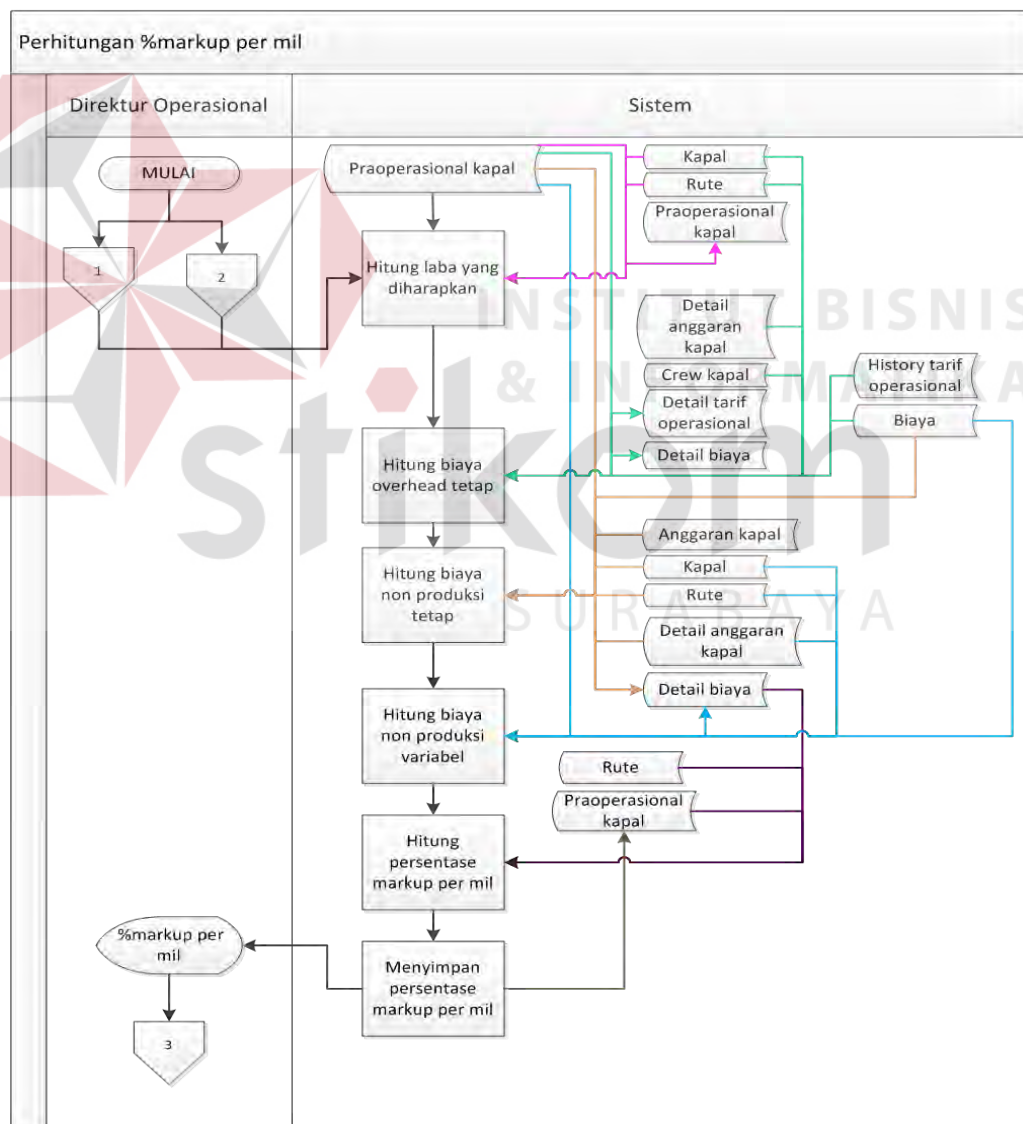 Perhitungan %markup per mil
Direktur Operasional
Sistem
MULAI
1
2
Praoperasional kapal
Kapal
Rute
Praoperasional
kapal
Hitung laba yang
diharapkan
Detail
anggaran
kapal
History tarif
operasional
Crew kapal
Detail tarif
operasional
Biaya
Detail biaya
Hitung biaya
overhead tetap
Anggaran kapal
Kapal
Rute
Hitung biaya
non produksi
tetap
Detail anggaran
kapal
Detail biaya
Hitung biaya
non produksi
variabel
Rute
Praoperasional
kapal
Hitung
persentase
markup per mil
%markup per
mil
Menyimpan
persentase
markup per mil
3
INSTITUT BISNIS
& INFORMATIKA
stikom
SURABAYA